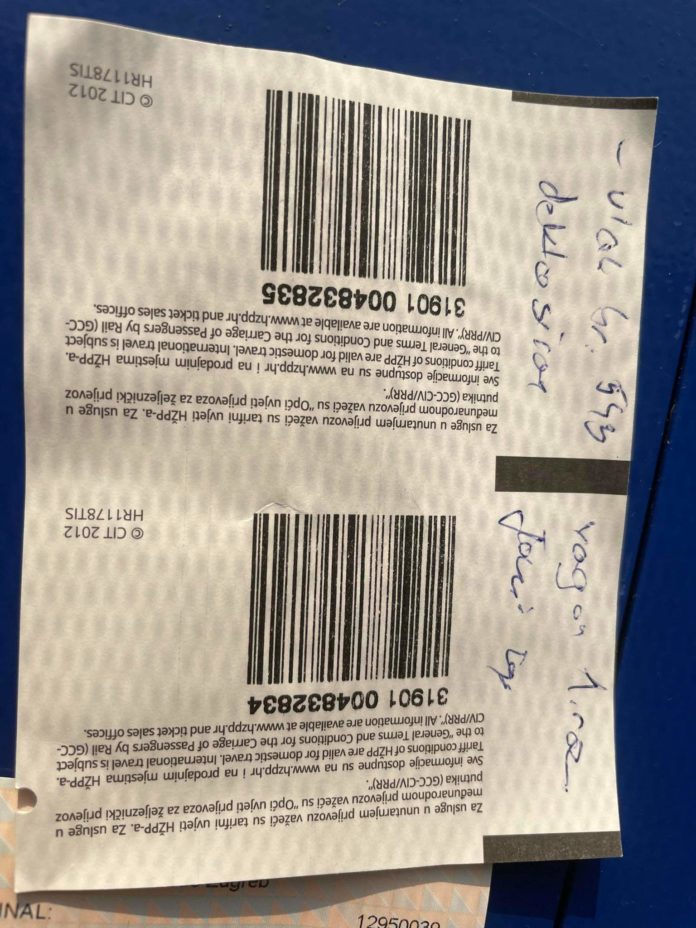 Za usluge u unutarnjem prijevozu su važeći tarifni uvjeti HŽPP-a. Za usluge u
međunarodnom prijevozu važeći su "Opći uvjeti prijevoza za željeznički prijevoz
putnika (GCC-CIV/PRR)".
Sve informacije dostupne su na www.hzpp.hr i na prodajnim mjestima HŽPP-a.
Tariff conditions of HŽPP are valid for domestic travel. International travel is subject
to the "General Terms and Conditions for the Carriage of Passengers by Rail (GCC-
CIV/PRR)". All information are available at www.hzpp.hr and ticket sales offices.
31901 004832834
© CIT 2012
HR1178TIS
Za usluge u unutarnjem prijevozu su važeći tarifni uvjeti HŽPP-a. Za usluge u
međunarodnom prijevozu važeći su "Opći uvjeti prijevoza za željeznički prijevoz
putnika (GCC-CIV/PRR)".
Sve informacije dostupne su na www.hzpp.hr i na prodajnim mjestima HŽPP-a.
Tariff conditions of HŽPP are valid for domestic travel. International travel is subject
to the "General Terms and Conditions for the Carriage of Passengers by Rail (GCC-
CIV/PRR)". All information are available at www.hzpp.hr and ticket sales offices.
31901 004832835
© CIT 2012
HR1178TIS
- vlak br. 543 vagon 1. raz.
Zagreb
INAL:
12950039